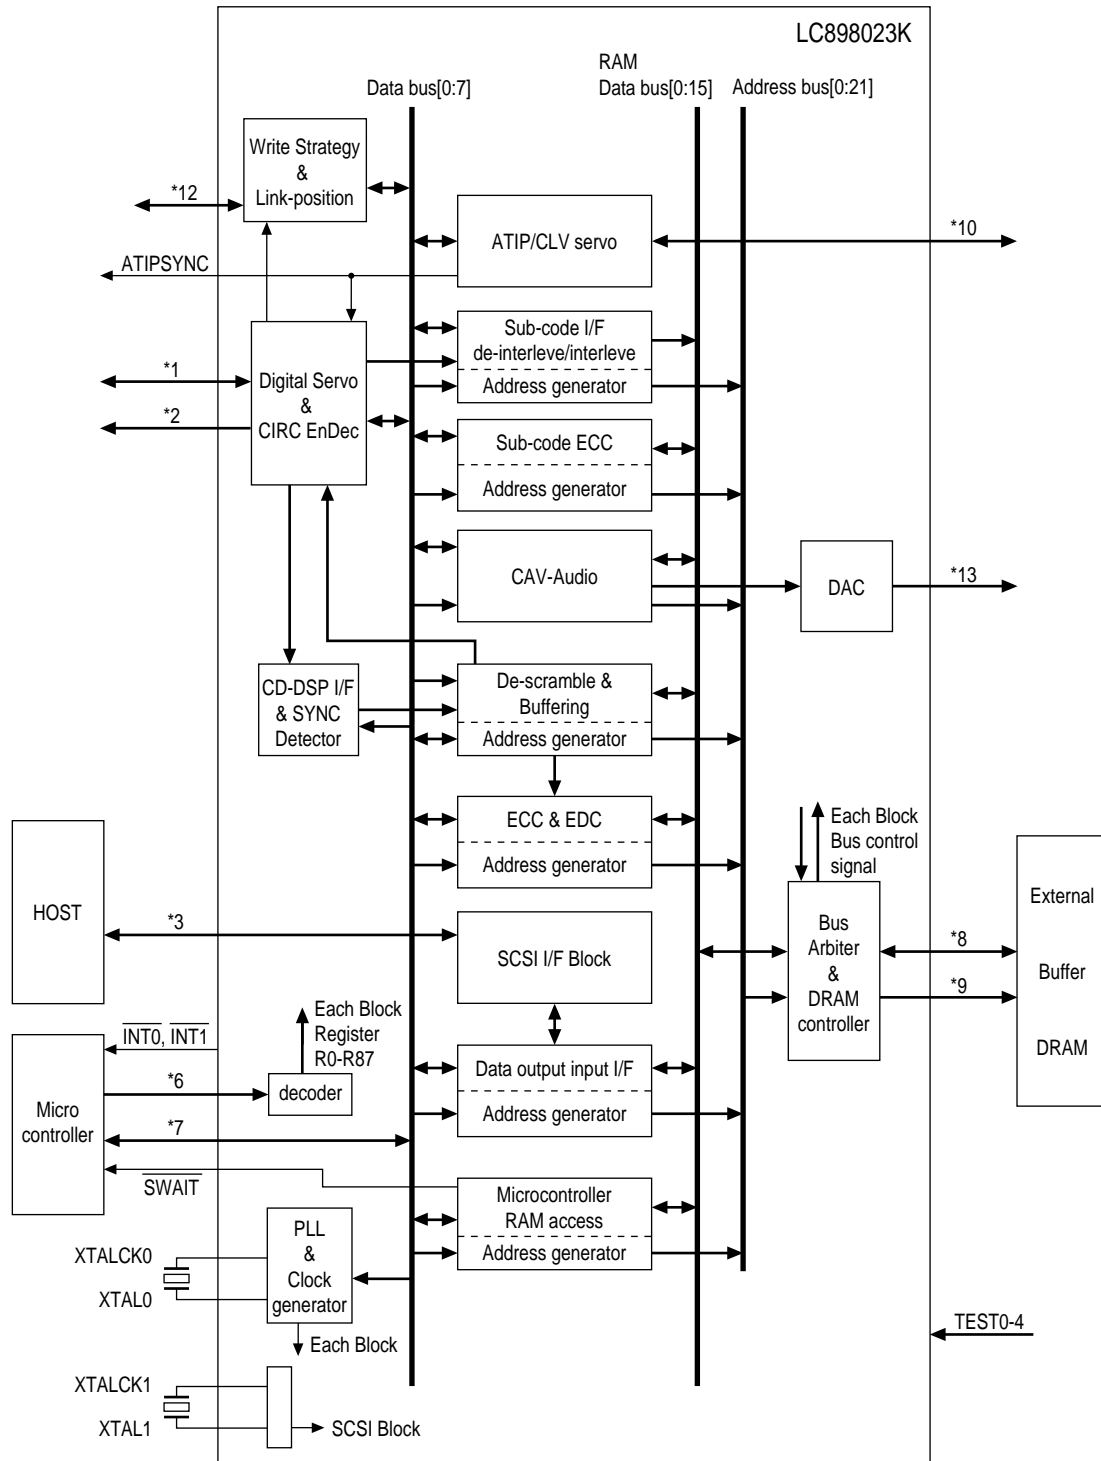 LC898023K
RAM
Data bus[0:7]
Data bus[0:15]
Address bus[0:21]
Write Strategy
&
Link-position
*12
ATIP/CLV servo
*10
ATIPSYNC
Sub-code I/F
de-interleve/interleve
Address generator
Digital Servo
&
CIRC EnDec
*1
*2
Sub-code ECC
Address generator
CAV-Audio
DAC
*13
CD-DSP I/F
& SYNC
Detector
De-scramble &
Buffering
Address generator
ECC & EDC
Address generator
Each Block
Bus control
signal
HOST
*3
SCSI I/F Block
Bus
Arbiter
&
DRAM
controller
*8
*9
External
Buffer
DRAM
Each Block
Register
R0-R87
INT0, INT1
*6
decoder
Micro
controller
*7
SWAIT
Data output input I/F
Address generator
Microcontroller
RAM access
Address generator
XTALCK0
XTAL0
PLL
&
Clock
generator
Each Block
TEST0-4
XTALCK1
XTAL1
SCSI Block